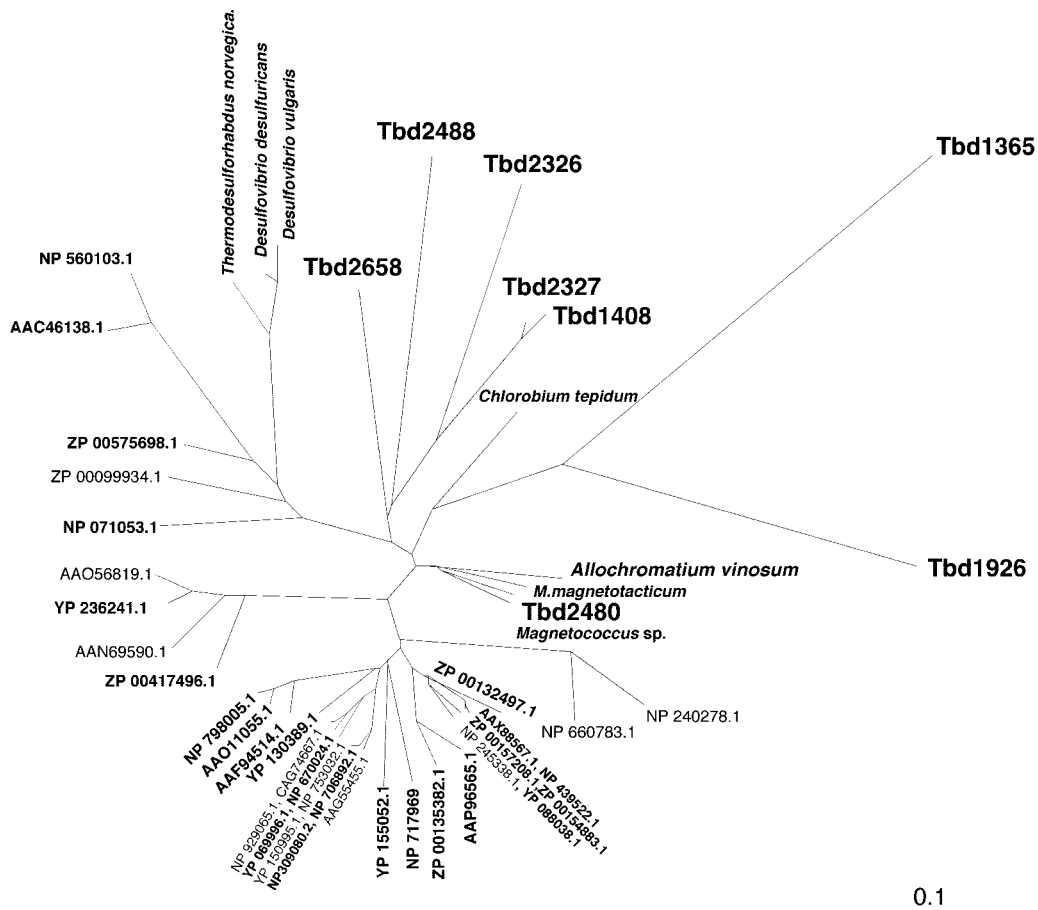 Thermodesulforhabdus norvegica.
Desulfovibrio desulfuricans
Desulfovibrio vulgaris
Tbd2488
Tbd2326
Tbd1365
NP 560103.1
Tbd2658
Tbd2327
Tbd1408
AAC46138.1
Chlorobium tepidum
ZP 00575698.1
ZP 00099934.1
NP 071053.1
AAO56819.1
Allochromatium vinosum
Tbd1926
M.magnetotacticum
YP 236241.1
Tbd2480
Magnetococcus sp.
AAN69590.1
ZP 00417496.1
NP 798005.1
AAO11055.1
AAF94514.1
YP 130389.1
NP 929065.1, CAG74667.1
YP 069996.1, NP 670024.1
YP 150995.1, NP 753032.1
NP309080.2, NP 706892.1
AAG55455.1
YP 155052.1
NP 717969
ZP 00135382.1
AAP96565.1
ZP 00132497.1
AAX88567.1, NP 439522.1
ZP 00157208.1,ZP 00154883.1
NP 245338.1, YP 088038.1
NP 660783.1
NP 240278.1
0.1